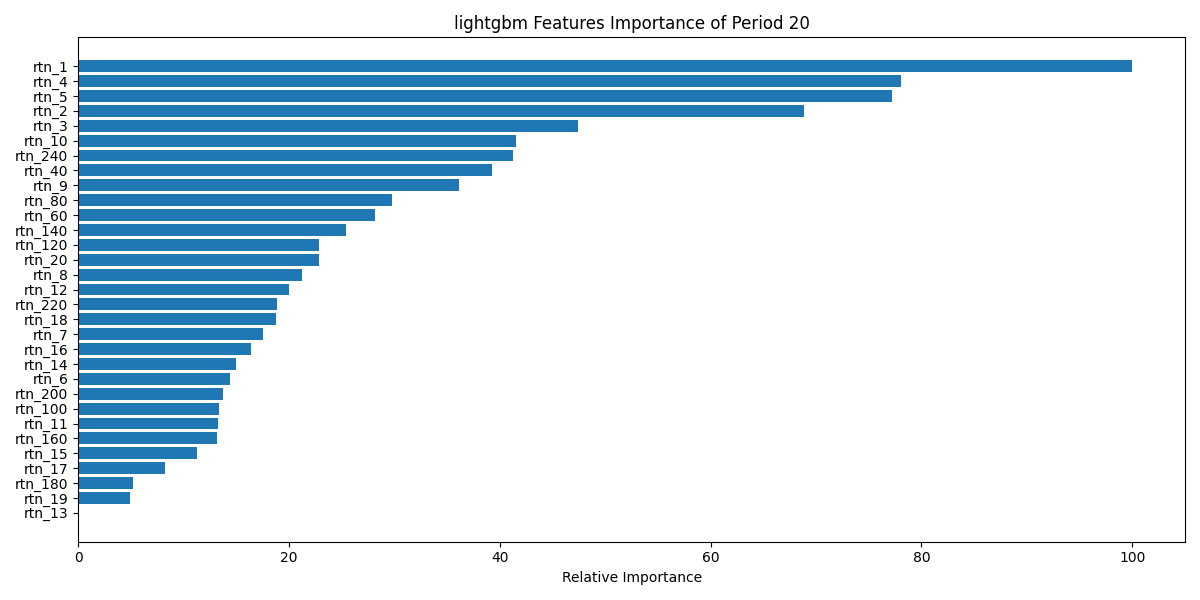 lightgbm Features Importance of Period 20
rtn_1
rtn_4
rtn_5
rtn_2
rtn_3
rtn_10
rtn_240
rtn_40
rtn_9
rtn_80
rtn_60
rtn_140
rtn_120
rtn_20
rtn_8
rtn_12
rtn_220
rtn_18
rtn_7
rtn_16
rtn_14
rtn_6
rtn_200
rtn_100
rtn_11
rtn_160
rtn_15
rtn_17
rtn_180
rtn_19
rtn_13
0 20 40 60 80 100
Relative Importance